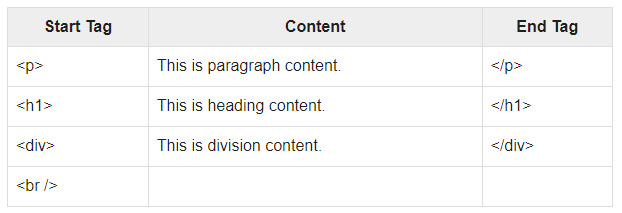 Start Tag Content End Tag
<p> This is paragraph content. </p>
<h1> This is heading content. </h1>
<div> This is division content. </div>
<br />